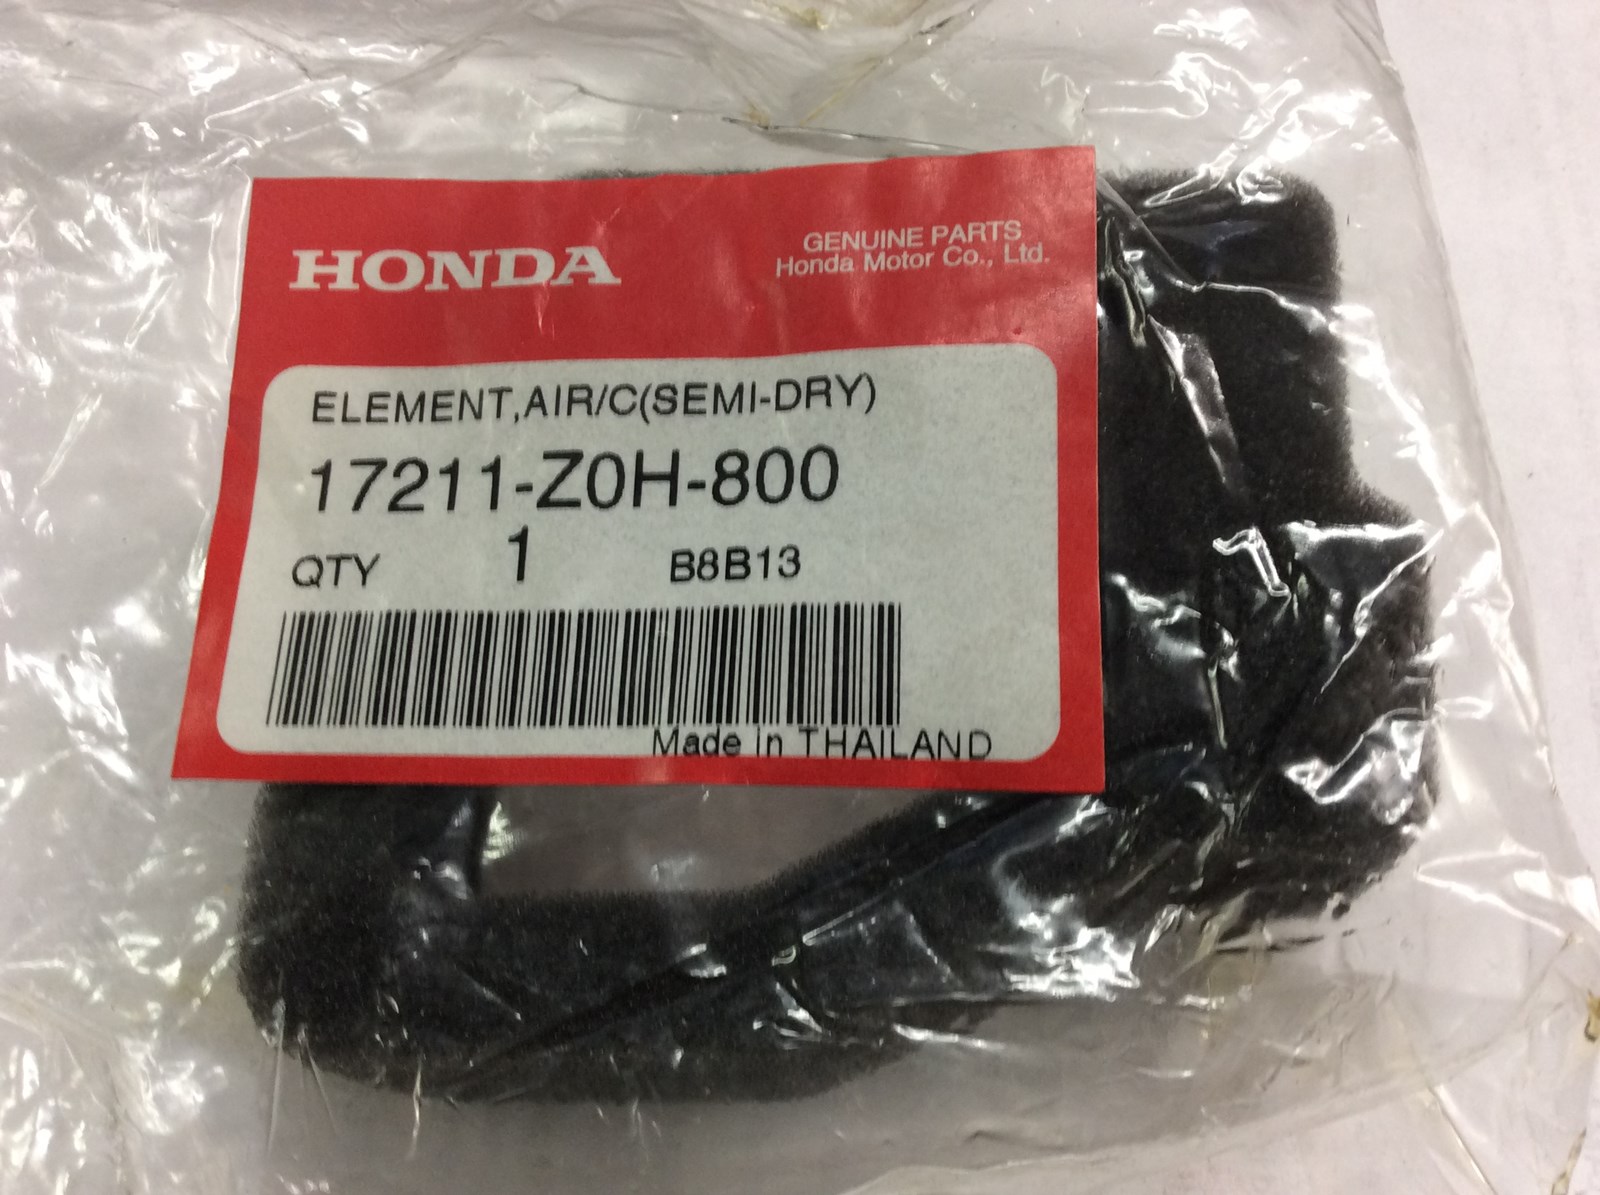 HONDA
GENUINE PARTS
Honda Motor Co., Ltd.
ELEMENT,AIR/C(SEMI-DRY)
17211-Z0H-800
QTY 1 B8B13
Made in THAILAND